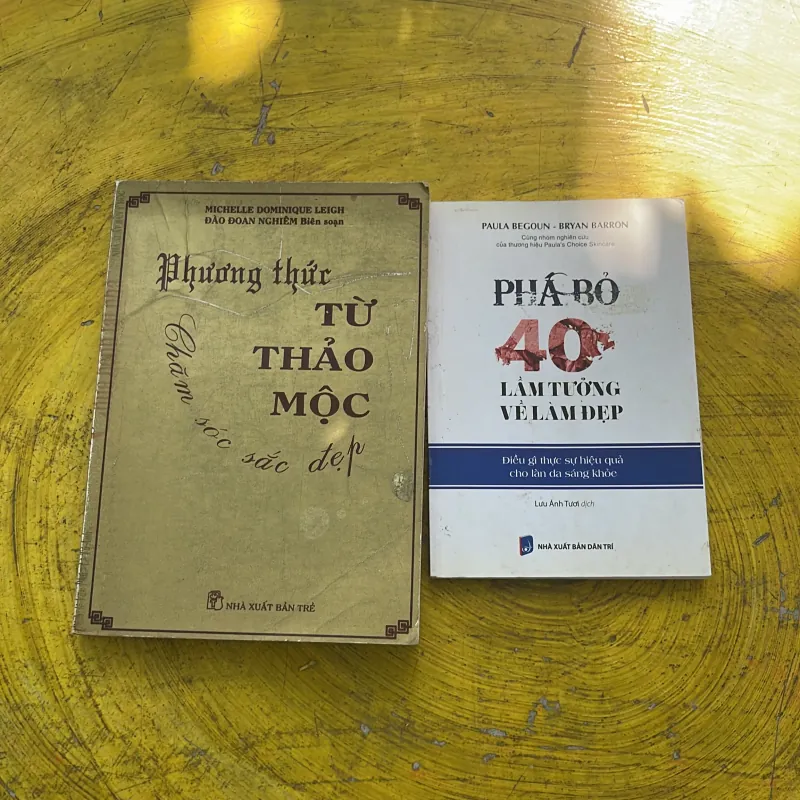 MICHELLE DOMINIQUE LEIGH
ĐÀO ĐOAN NGHIÊM Biên soạn
Phương thức
TỪ
THẢO
MỘC
Chăm sóc sắc đẹp
NHÀ XUẤT BẢN TRẺ
PAULA BEGOUN - BRYAN BARRON
Cùng nhóm nghiên cứu
của thương hiệu Paula's Choice Skincare
PHÁ BỎ
40
LẦM TƯỞNG
VỀ LÀM ĐẸP
Điều gì thực sự hiệu quả
cho làn da sáng khỏe
Lưu Ánh Tươi dịch
NHÀ XUẤT BẢN DÂN TRÍ